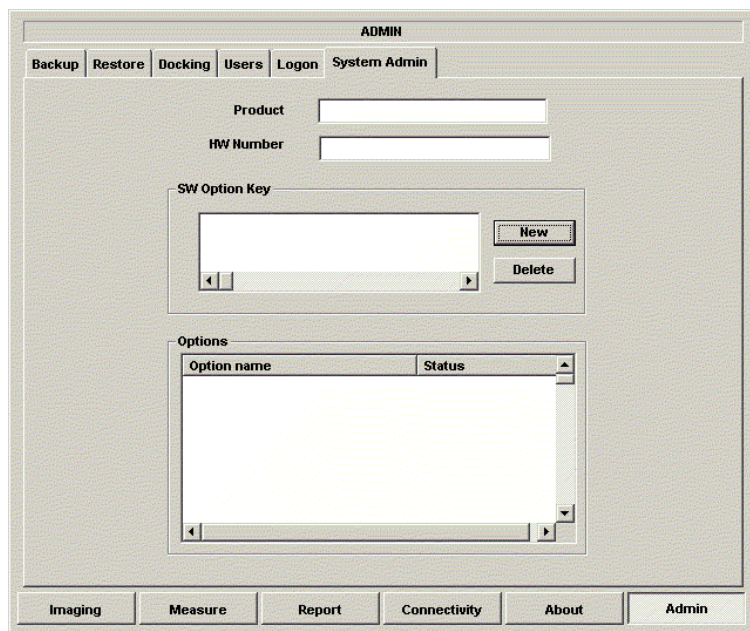 ADMIN
Backup Restore Docking Users Logon System Admin
Product
HW Number
SW Option Key
New
Delete
Options
Option name Status
Imaging Measure Report Connectivity About Admin